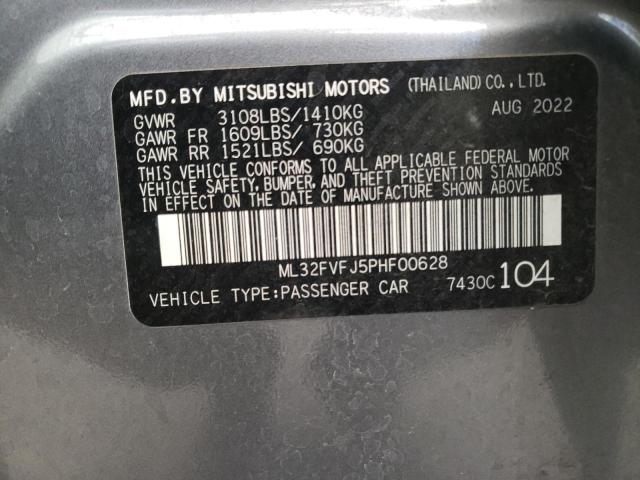 MFD.BY MITSUBISHI MOTORS (THAILAND)CO.,LTD.
GVWR 3108LBS/1410KG AUG 2022
GAWR FR 1609LBS/ 730KG
GAWR RR 1521LBS/ 690KG
THIS VEHICLE CONFORMS TO ALL APPLICABLE FEDERAL MOTOR
VEHICLE SAFETY, BUMPER, AND THEFT PREVENTION STANDARDS
IN EFFECT ON THE DATE OF MANUFACTURE SHOWN ABOVE.
ML32FVFJ5PHF00628
VEHICLE TYPE:PASSENGER CAR 7430C 104